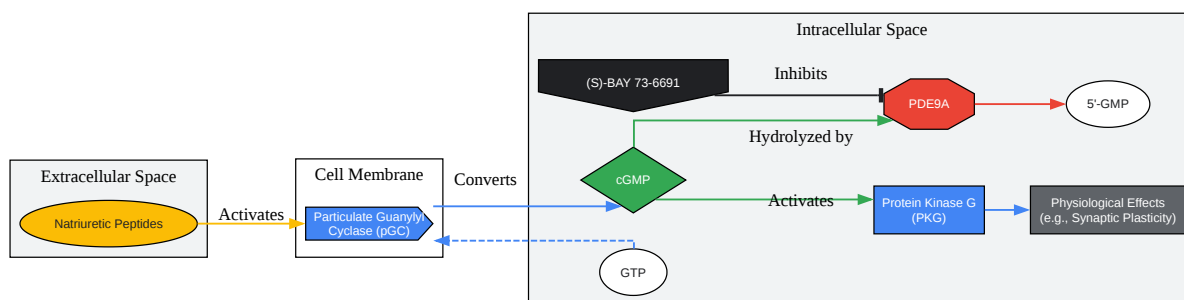 Intracellular Space
(S)-BAY 73-6691
Inhibits
PDE9A
5'-GMP
Hydrolyzed by
Extracellular Space
Natriuretic Peptides
Activates
Cell Membrane
Particulate Guanylyl
Cyclase (pGC)
Converts
cGMP
Activates
Protein Kinase G
(PKG)
Physiological Effects
(e.g., Synaptic Plasticity)
GTP